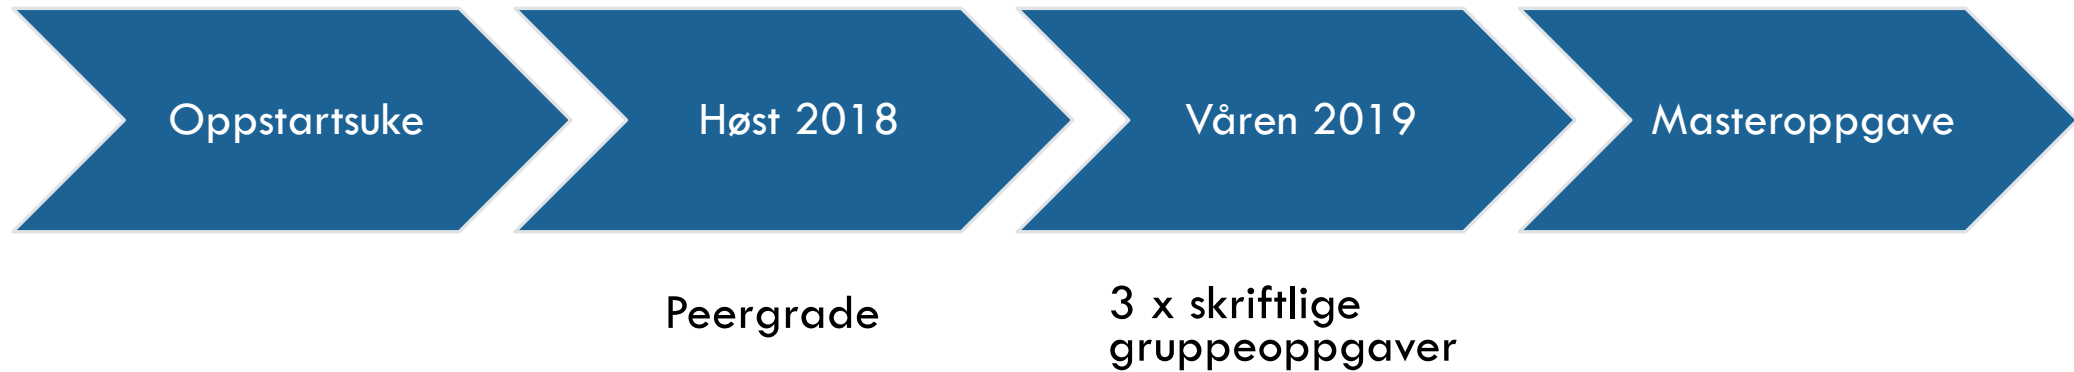 Oppstartsuke
Høst 2018
Våren 2019
Masteroppgave
Peergrade
3 x skriftlige
gruppeoppgaver